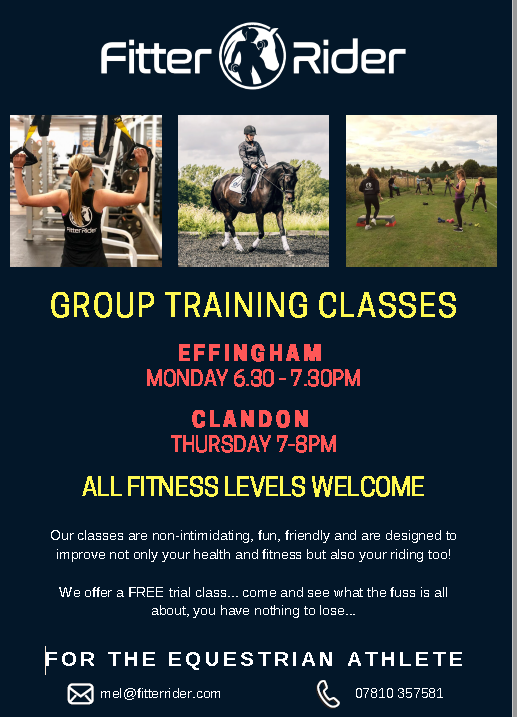 Fitter Rider
Fitter Rider
GROUP TRAINING CLASSES
EFFINGHAM
MONDAY 6.30 - 7.30PM
CLANDON
THURSDAY 7-8PM
ALL FITNESS LEVELS WELCOME
Our classes are non-intimidating, fun, friendly and are designed to
improve not only your health and fitness but also your riding too!
We offer a FREE trial class... come and see what the fuss is all
about, you have nothing to lose...
FOR THE EQUESTRIAN ATHLETE
mel@fitterrider.com 07810 357581